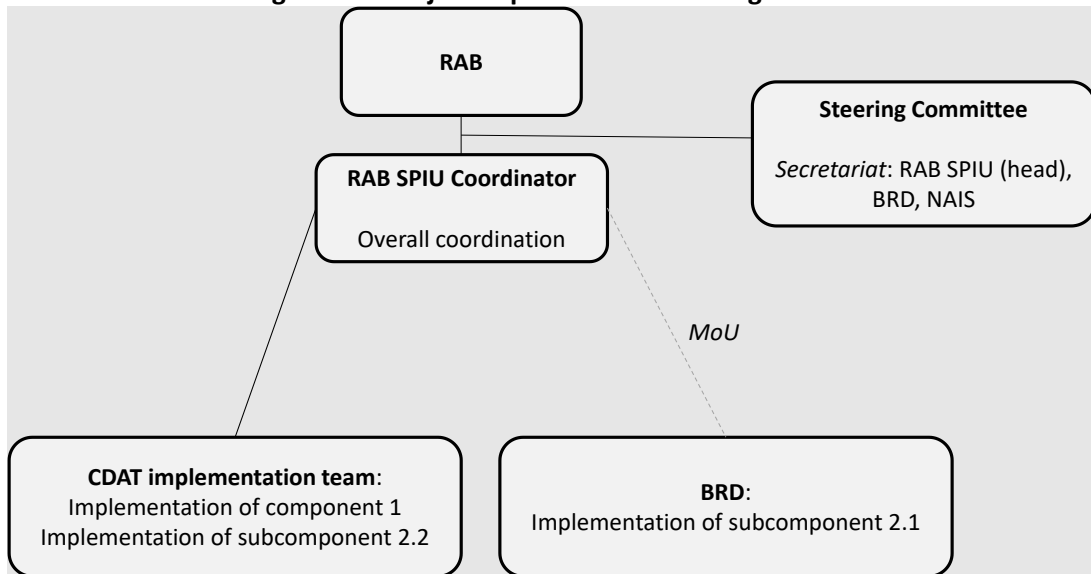 RAB
Steering Committee
Secretariat: RAB SPIU (head),
BRD, NAIS
RAB SPIU Coordinator
Overall coordination
MoU
CDAT implementation team:
Implementation of component 1
Implementation of subcomponent 2.2
BRD:
Implementation of subcomponent 2.1